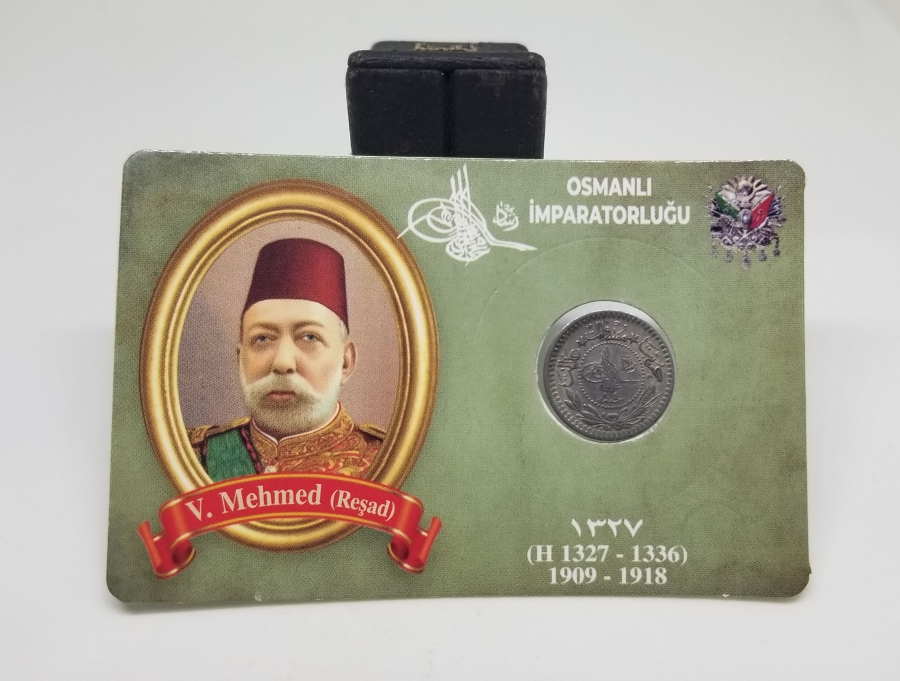 OSMANLI
İMPARATORLUĞU
V. Mehmed (Reşad)
١٣٢٧
(H 1327 - 1336)
1909 - 1918